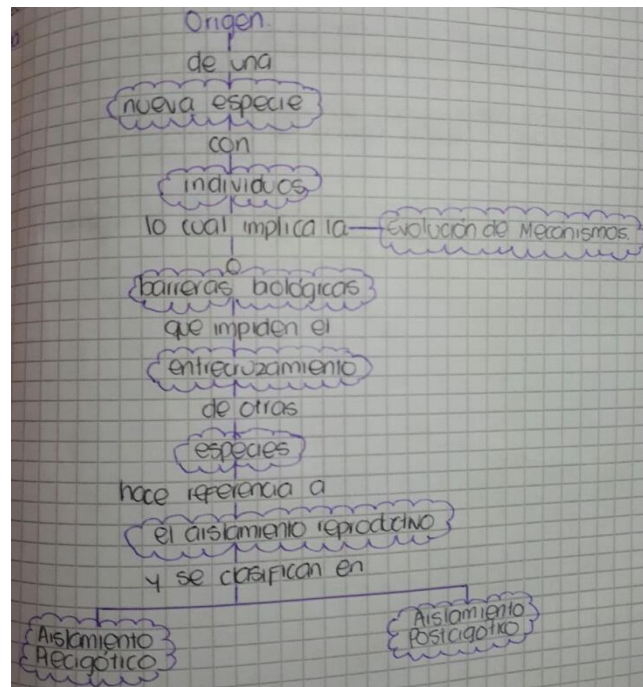 Origen
de una
nueva especie
con
individuos
lo cual implica la Evolución de Mecanismos.
o
barreras biológicas
que impiden el
entrecruzamiento
de otras
especies
hace referencia a
el aislamiento reproductivo
y se clasifican en
Aislamiento
Precigótico
Aislamiento
Postcigótico